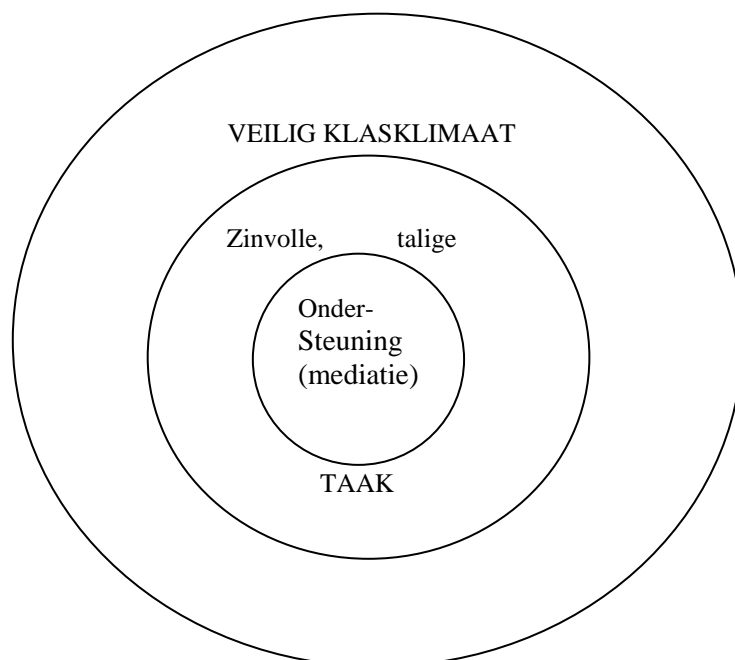 VEILIG KLASKLIMAAT
Zinvolle, talige
Onder-
Steuning
(mediatie)
TAAK